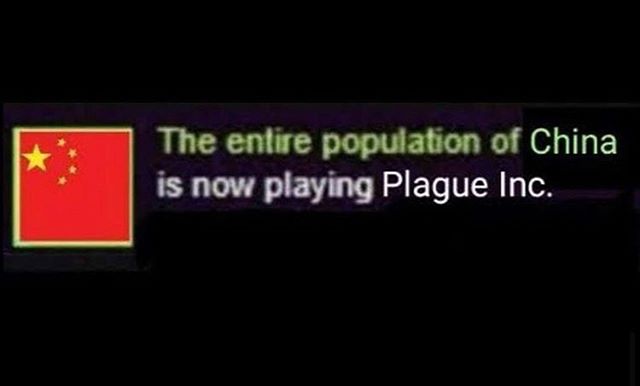 The entire population of China
is now playing Plague Inc.